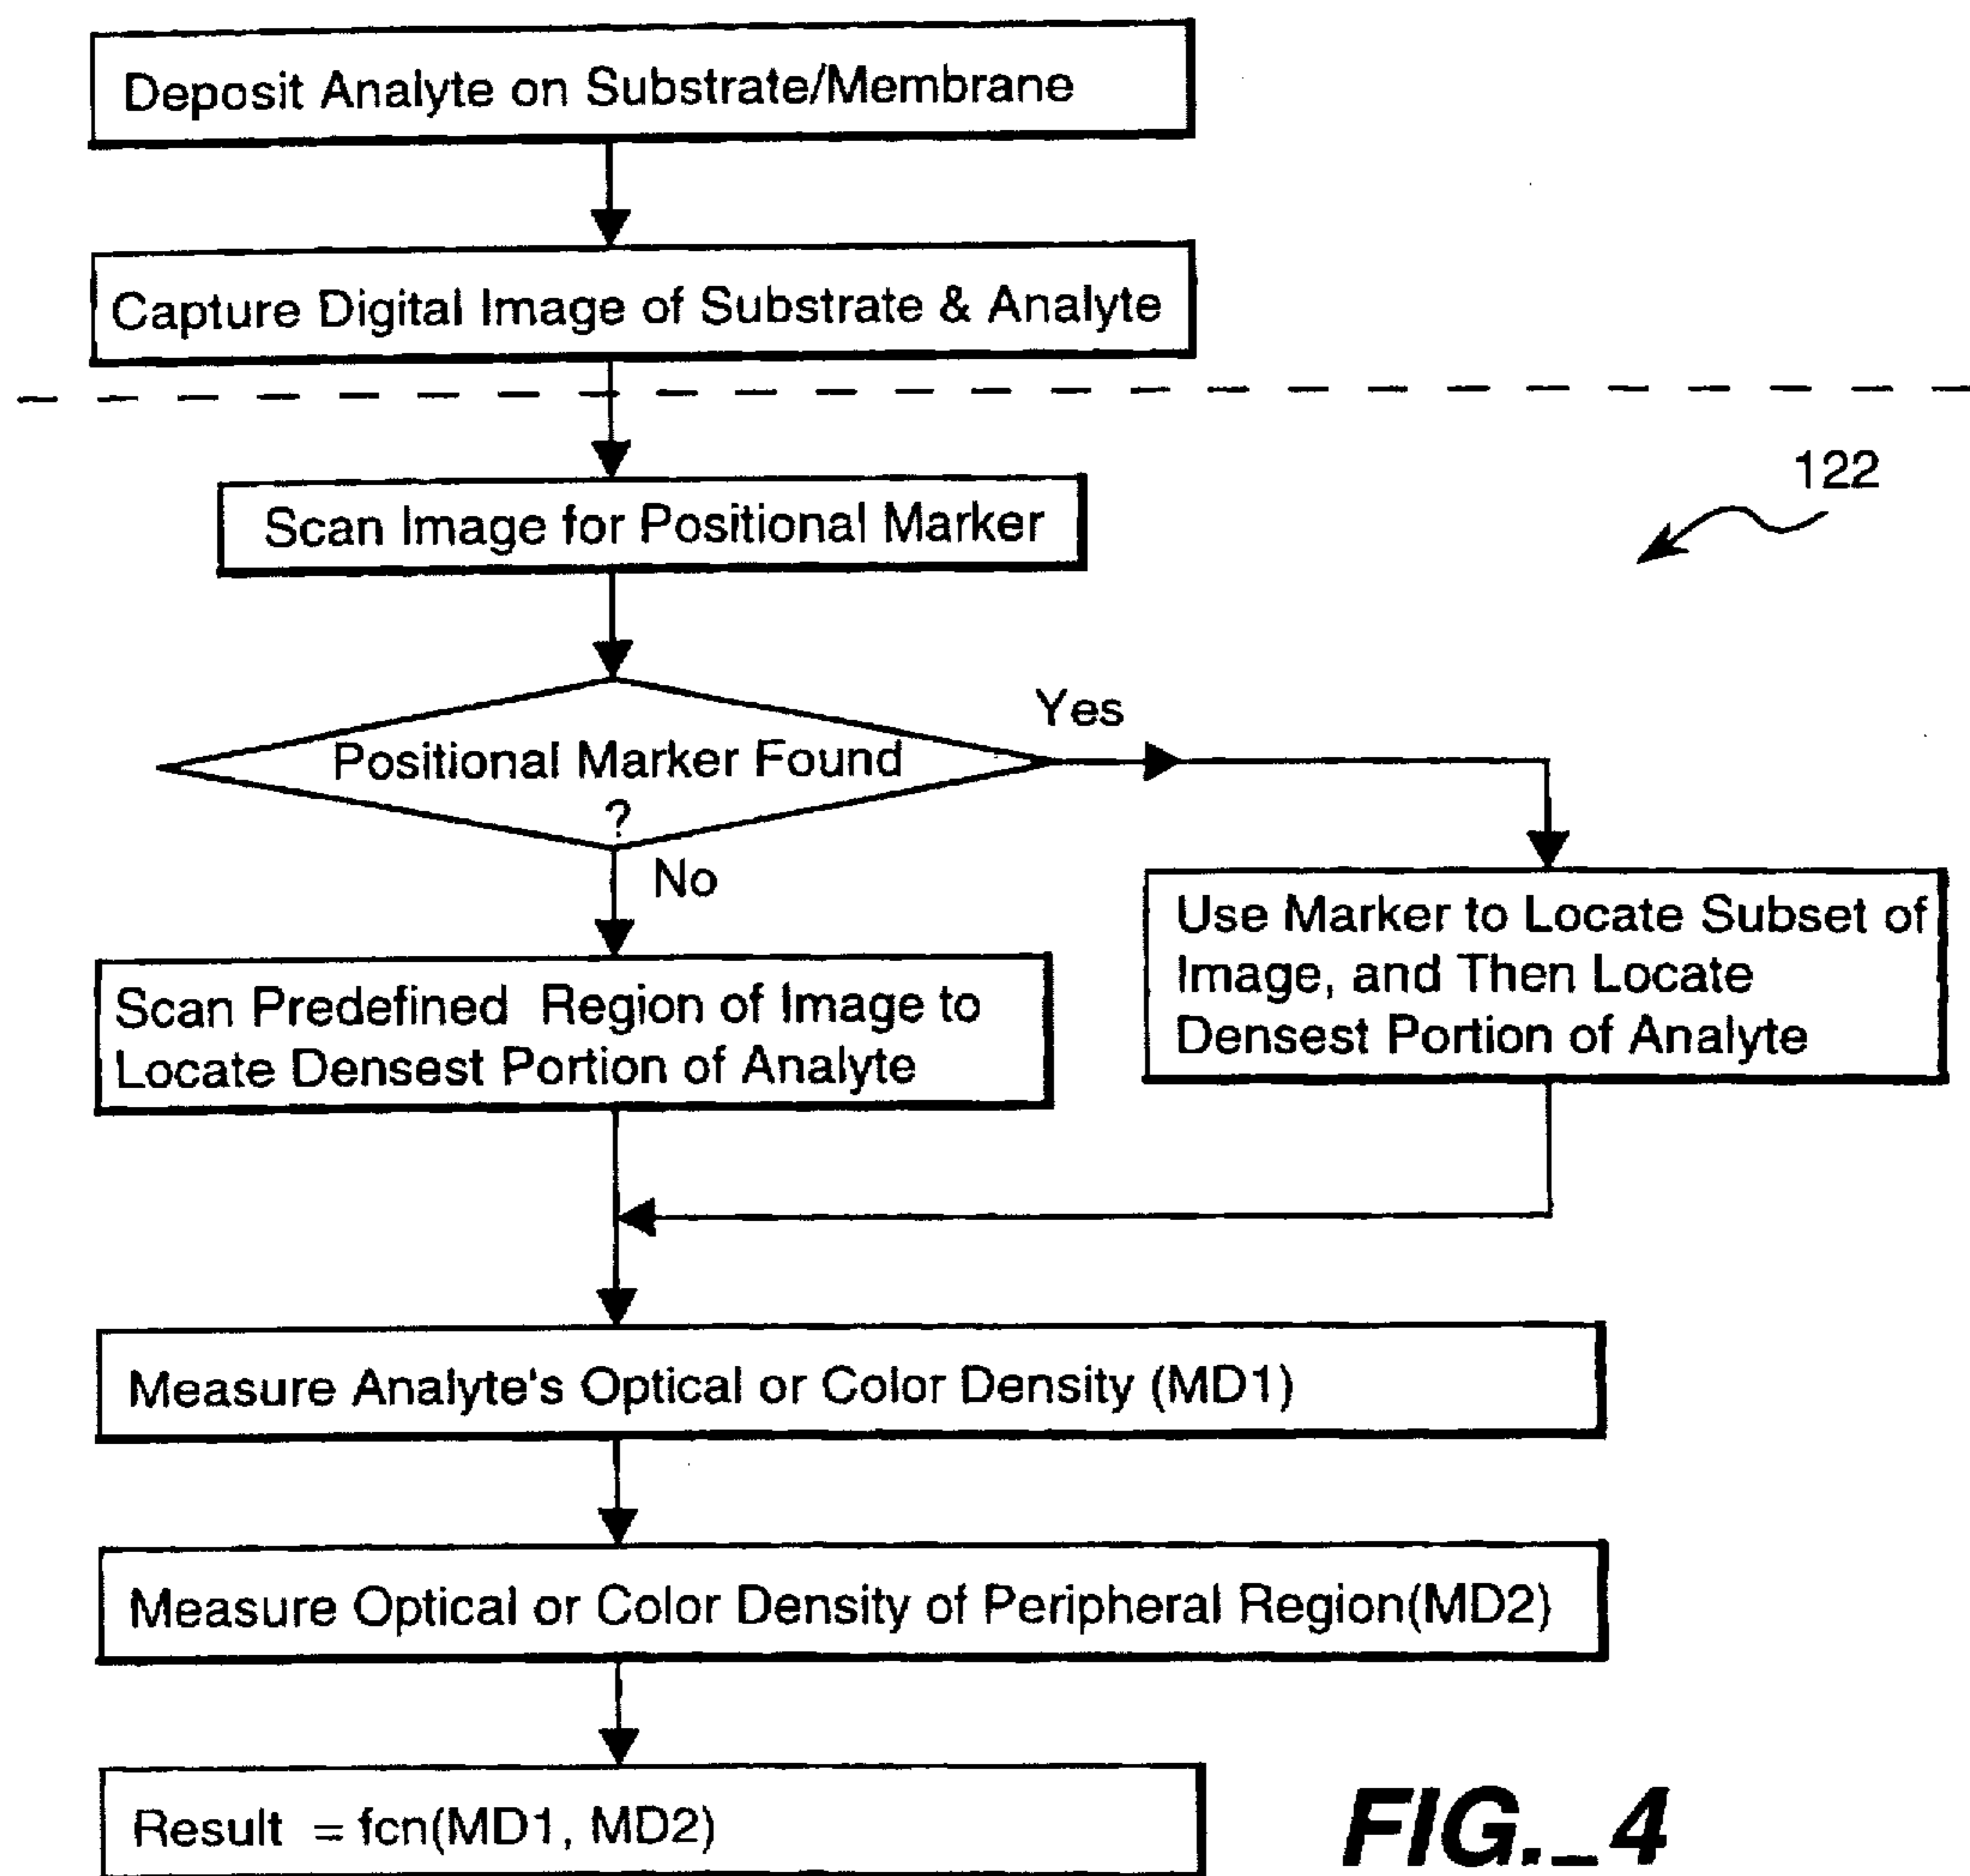 Deposit Analyte on Substrate/Membrane
Capture Digital Image of Substrate & Analyte
122
Scan Image for Positional Marker
Yes
Positional Marker Found
?
No
Use Marker to Locate Subset of
Image, and Then Locate
Densest Portion of Analyte
Scan Predefined Region of Image to
Locate Densest Portion of Analyte
Measure Analyte's Optical or Color Density (MD1)
Measure Optical or Color Density of Peripheral Region(MD2)
Result = fcn(MD1, MD2)
FIG._4